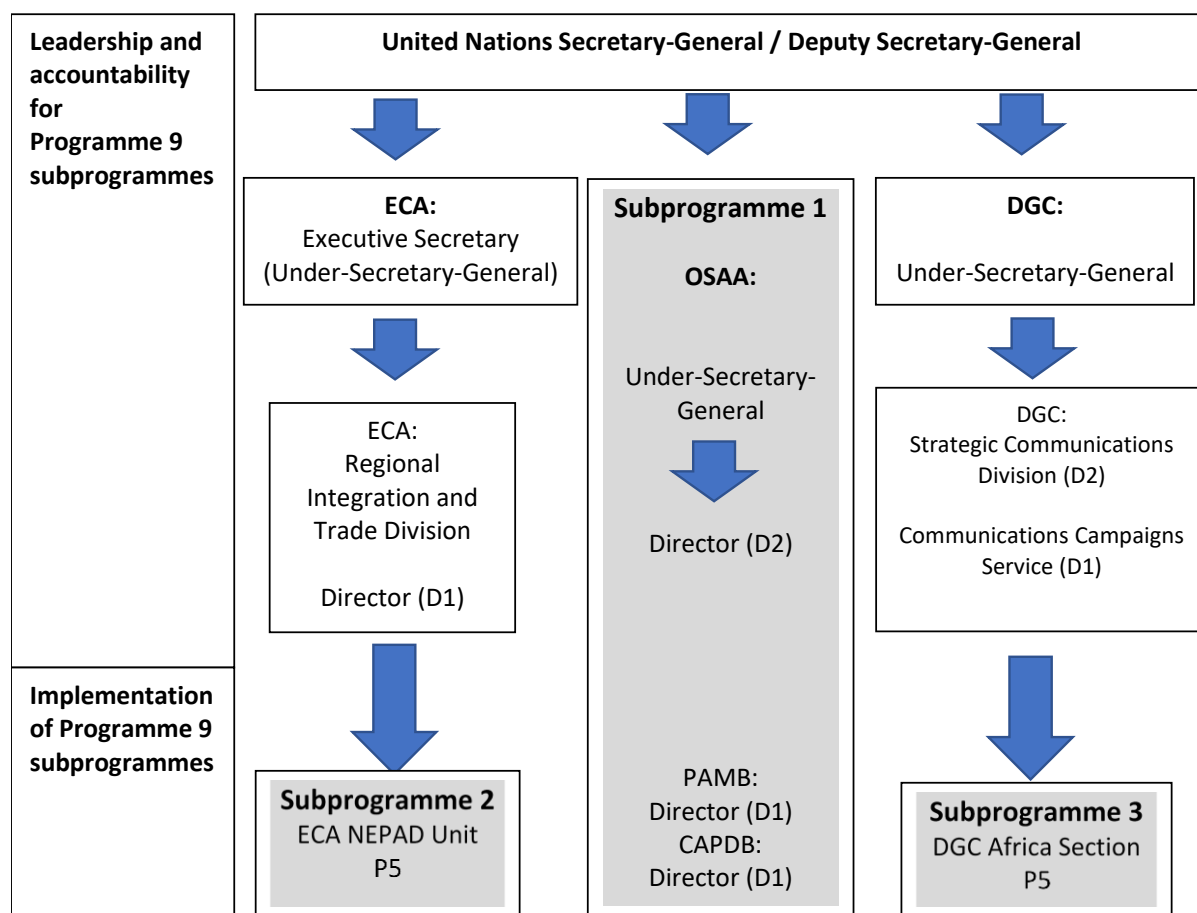 Leadership and
accountability
for
Programme 9
subprogrammes
United Nations Secretary-General / Deputy Secretary-General
ECA:
Executive Secretary
(Under-Secretary-General)
ECA:
Regional
Integration and
Trade Division
Director (D1)
Subprogramme 1
OSAA:
Under-Secretary-
General
Director (D2)
PAMB:
Director (D1)
CAPDB:
Director (D1)
DGC:
Under-Secretary-General
DGC:
Strategic Communications
Division (D2)
Communications Campaigns
Service (D1)
Implementation
of Programme 9
subprogrammes
Subprogramme 2
ECA NEPAD Unit
P5
Subprogramme 3
DGC Africa Section
P5